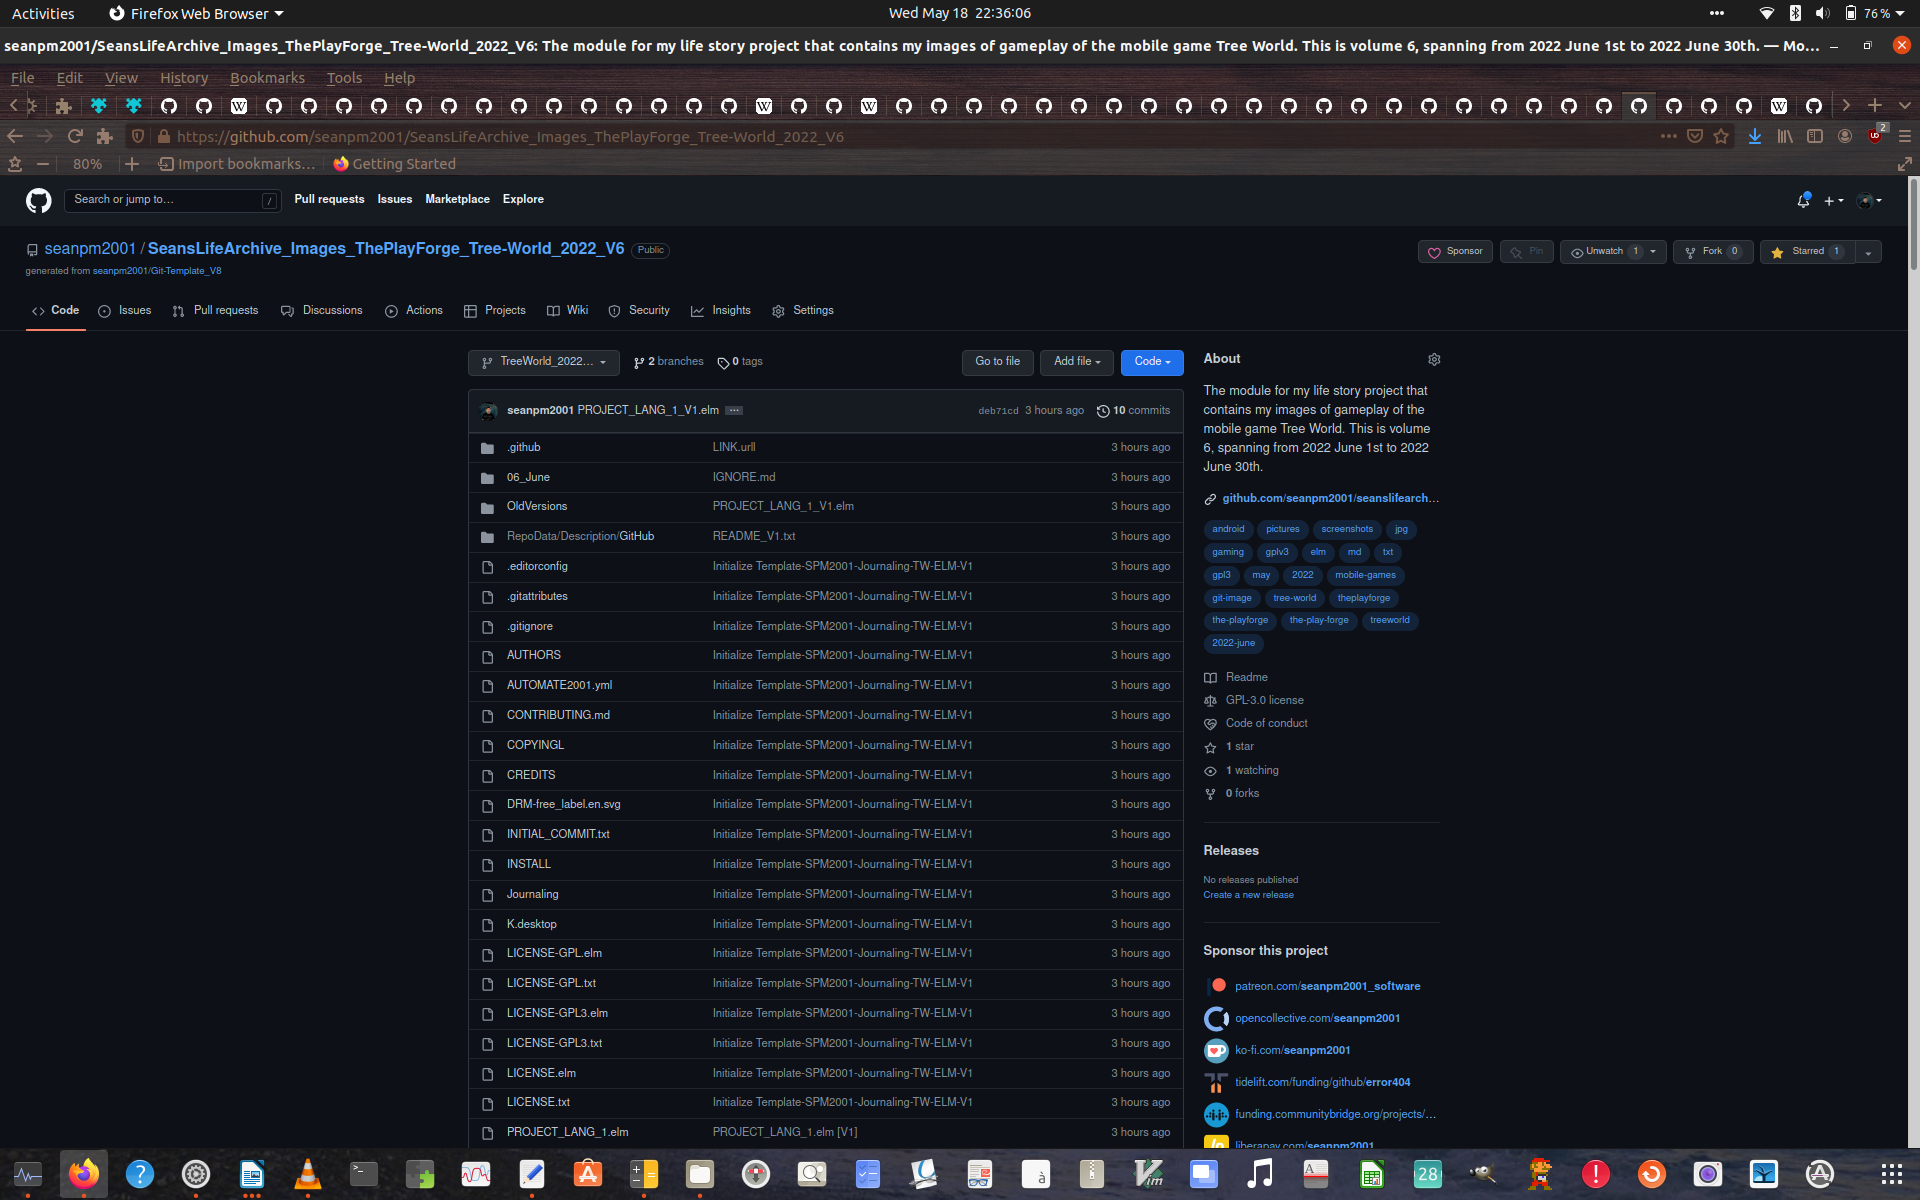 Activities
Firefox Web Browser
Wed May 18 22:36:06
76 %
seanpm2001/SeansLifeArchive_Images_ThePlayForge_Tree-World_2022_V6: The module for my life story project that contains my images of gameplay of the mobile game Tree World. This is volume 6, spanning from 2022 June 1st to 2022 June 30th. — Mo...
File Edit View History Bookmarks Tools Help
https://github.com/seanpm2001/SeansLifeArchive_Images_ThePlayForge_Tree-World_2022_V6
2
80%
Import bookmarks...
Getting Started
Search or jump to... /
Pull requests Issues Marketplace Explore
seanpm2001 / SeansLifeArchive_Images_ThePlayForge_Tree-World_2022_V6 Public
Sponsor Pin Unwatch 1 Fork 0 Starred 1
generated from seanpm2001/Git-Template_V8
Code Issues Pull requests Discussions Actions Projects Wiki Security Insights Settings
TreeWorld_2022... 2 branches 0 tags
Go to file Add file Code
seanpm2001 PROJECT_LANG_1_V1.elm ... deb71cd 3 hours ago 10 commits
.github LINK.urll 3 hours ago
06_June IGNORE.md 3 hours ago
OldVersions PROJECT_LANG_1_V1.elm 3 hours ago
RepoData/Description/GitHub README_V1.txt 3 hours ago
.editorconfig Initialize Template-SPM2001-Journaling-TW-ELM-V1 3 hours ago
.gitattributes Initialize Template-SPM2001-Journaling-TW-ELM-V1 3 hours ago
.gitignore Initialize Template-SPM2001-Journaling-TW-ELM-V1 3 hours ago
AUTHORS Initialize Template-SPM2001-Journaling-TW-ELM-V1 3 hours ago
AUTOMATE2001.yml Initialize Template-SPM2001-Journaling-TW-ELM-V1 3 hours ago
CONTRIBUTING.md Initialize Template-SPM2001-Journaling-TW-ELM-V1 3 hours ago
COPYINGL Initialize Template-SPM2001-Journaling-TW-ELM-V1 3 hours ago
CREDITS Initialize Template-SPM2001-Journaling-TW-ELM-V1 3 hours ago
DRM-free_label.en.svg Initialize Template-SPM2001-Journaling-TW-ELM-V1 3 hours ago
INITIAL_COMMIT.txt Initialize Template-SPM2001-Journaling-TW-ELM-V1 3 hours ago
INSTALL Initialize Template-SPM2001-Journaling-TW-ELM-V1 3 hours ago
Journaling Initialize Template-SPM2001-Journaling-TW-ELM-V1 3 hours ago
K.desktop Initialize Template-SPM2001-Journaling-TW-ELM-V1 3 hours ago
LICENSE-GPL.elm Initialize Template-SPM2001-Journaling-TW-ELM-V1 3 hours ago
LICENSE-GPL.txt Initialize Template-SPM2001-Journaling-TW-ELM-V1 3 hours ago
LICENSE-GPL3.elm Initialize Template-SPM2001-Journaling-TW-ELM-V1 3 hours ago
LICENSE-GPL3.txt Initialize Template-SPM2001-Journaling-TW-ELM-V1 3 hours ago
LICENSE.elm Initialize Template-SPM2001-Journaling-TW-ELM-V1 3 hours ago
LICENSE.txt Initialize Template-SPM2001-Journaling-TW-ELM-V1 3 hours ago
PROJECT_LANG_1.elm PROJECT_LANG_1.elm [V1] 3 hours ago
About
The module for my life story project that
contains my images of gameplay of the
mobile game Tree World. This is volume
6, spanning from 2022 June 1st to 2022
June 30th.
github.com/seanpm2001/seanslifearch...
android pictures screenshots jpg
gaming gplv3 elm md txt
gpl3 may 2022 mobile-games
git-image tree-world theplayforge
the-playforge the-play-forge treeworld
2022-june
Readme
GPL-3.0 license
Code of conduct
1 star
1 watching
0 forks
Releases
No releases published
Create a new release
Sponsor this project
patreon.com/seanpm2001_software
opencollective.com/seanpm2001
ko-fi.com/seanpm2001
tidelift.com/funding/github/error404
funding.communitybridge.org/projects/...
liberapay.com/seanpm2001
28